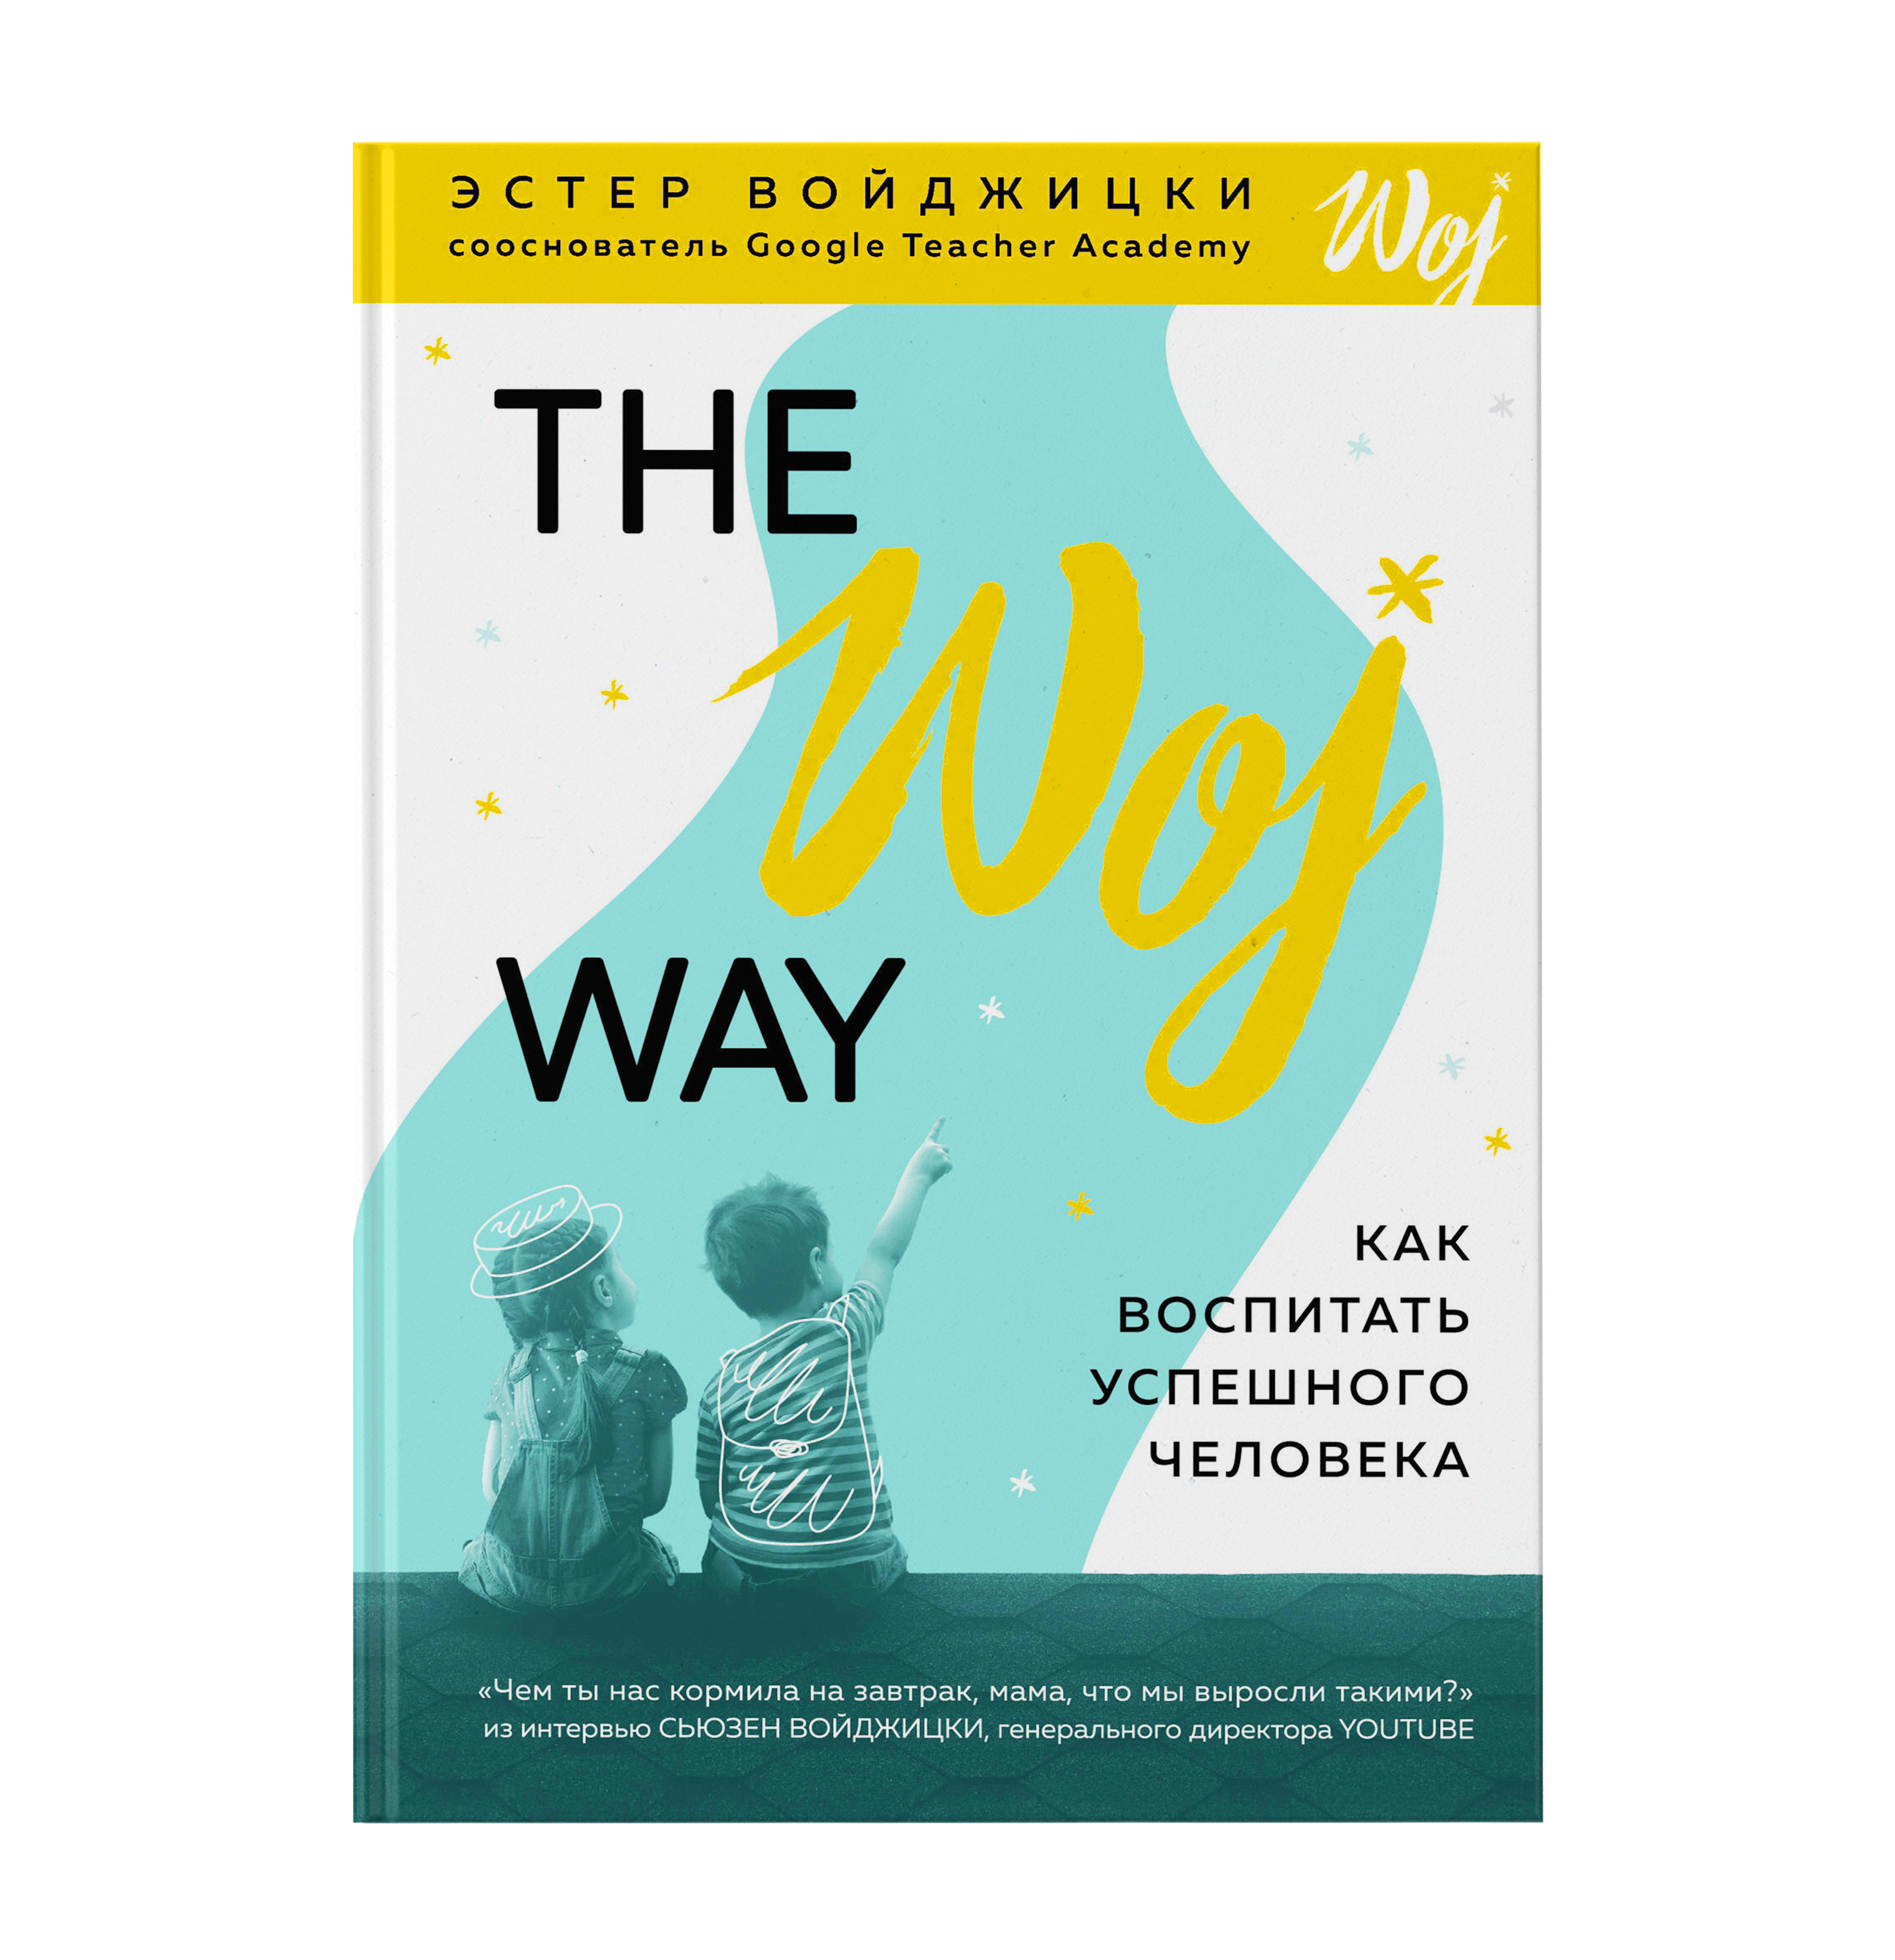 ЭСТЕР ВОЙДЖИЦКИ
сооснователь Google Teacher Academy
Woj
THE
Woj
WAY
КАК
ВОСПИТАТЬ
УСПЕШНОГО
ЧЕЛОВЕКА
«Чем ты нас кормила на завтрак, мама, что мы выросли такими?»
из интервью СЬЮЗЕН ВОЙДЖИЦКИ, генерального директора YOUTUBE